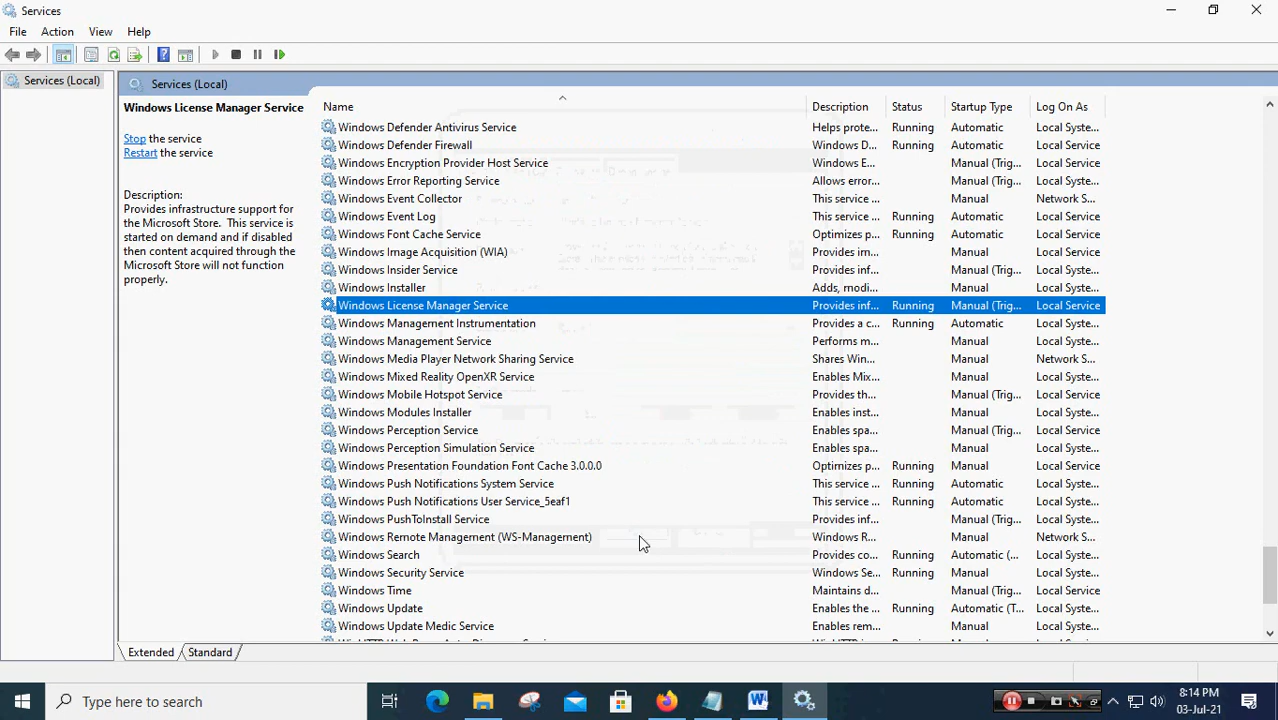 Services
File Action View Help
Services (Local)
Services (Local)
Windows License Manager Service
Stop the service
Restart the service
Description:
Provides infrastructure support for
the Microsoft Store. This service is
started on demand and if disabled
then content acquired through the
Microsoft Store will not function
properly.
Name Description Status Startup Type Log On As
Windows Defender Antivirus Service Helps prote... Running Automatic Local Syste...
Windows Defender Firewall Windows D... Running Automatic Local Service
Windows Encryption Provider Host Service Windows E... Manual (Trig... Local Service
Windows Error Reporting Service Allows error... Manual (Trig... Local Syste...
Windows Event Collector This service ... Manual Network S...
Windows Event Log This service ... Running Automatic Local Service
Windows Font Cache Service Optimizes p... Running Automatic Local Service
Windows Image Acquisition (WIA) Provides im... Manual Local Service
Windows Insider Service Provides inf... Manual Local Syste...
Windows Installer Adds, modi... Manual Local Syste...
Windows License Manager Service Provides inf... Running Manual (Trig... Local Service
Windows Management Instrumentation Provides a c... Running Automatic Local Syste...
Windows Management Service Performs m... Manual Local Syste...
Windows Media Player Network Sharing Service Shares Win... Manual Network S...
Windows Mixed Reality OpenXR Service Enables Mix... Manual Local Syste...
Windows Mobile Hotspot Service Provides th... Manual (Trig... Local Service
Windows Modules Installer Enables inst... Manual Local Syste...
Windows Perception Service Enables spa... Manual (Trig... Local Service
Windows Perception Simulation Service Enables spa... Manual Local Syste...
Windows Presentation Foundation Font Cache 3.0.0.0 Optimizes p... Running Manual Local Service
Windows Push Notifications System Service This service ... Running Automatic Local Syste...
Windows Push Notifications User Service_5eaf1 This service ... Running Automatic Local Syste...
Windows PushToInstall Service Provides inf... Manual (Trig... Local Syste...
Windows Remote Management (WS-Management) Windows R... Manual Network S...
Windows Search Provides co... Running Automatic (... Local Syste...
Windows Security Service Windows Se... Running Manual Local Syste...
Windows Time Maintains d... Manual (Trig... Local Service
Windows Update Enables the ... Running Automatic (T... Local Syste...
Windows Update Medic Service Enables rem... Manual Local Syste...
Extended Standard
Type here to search
8:14 PM
03-Jul-21